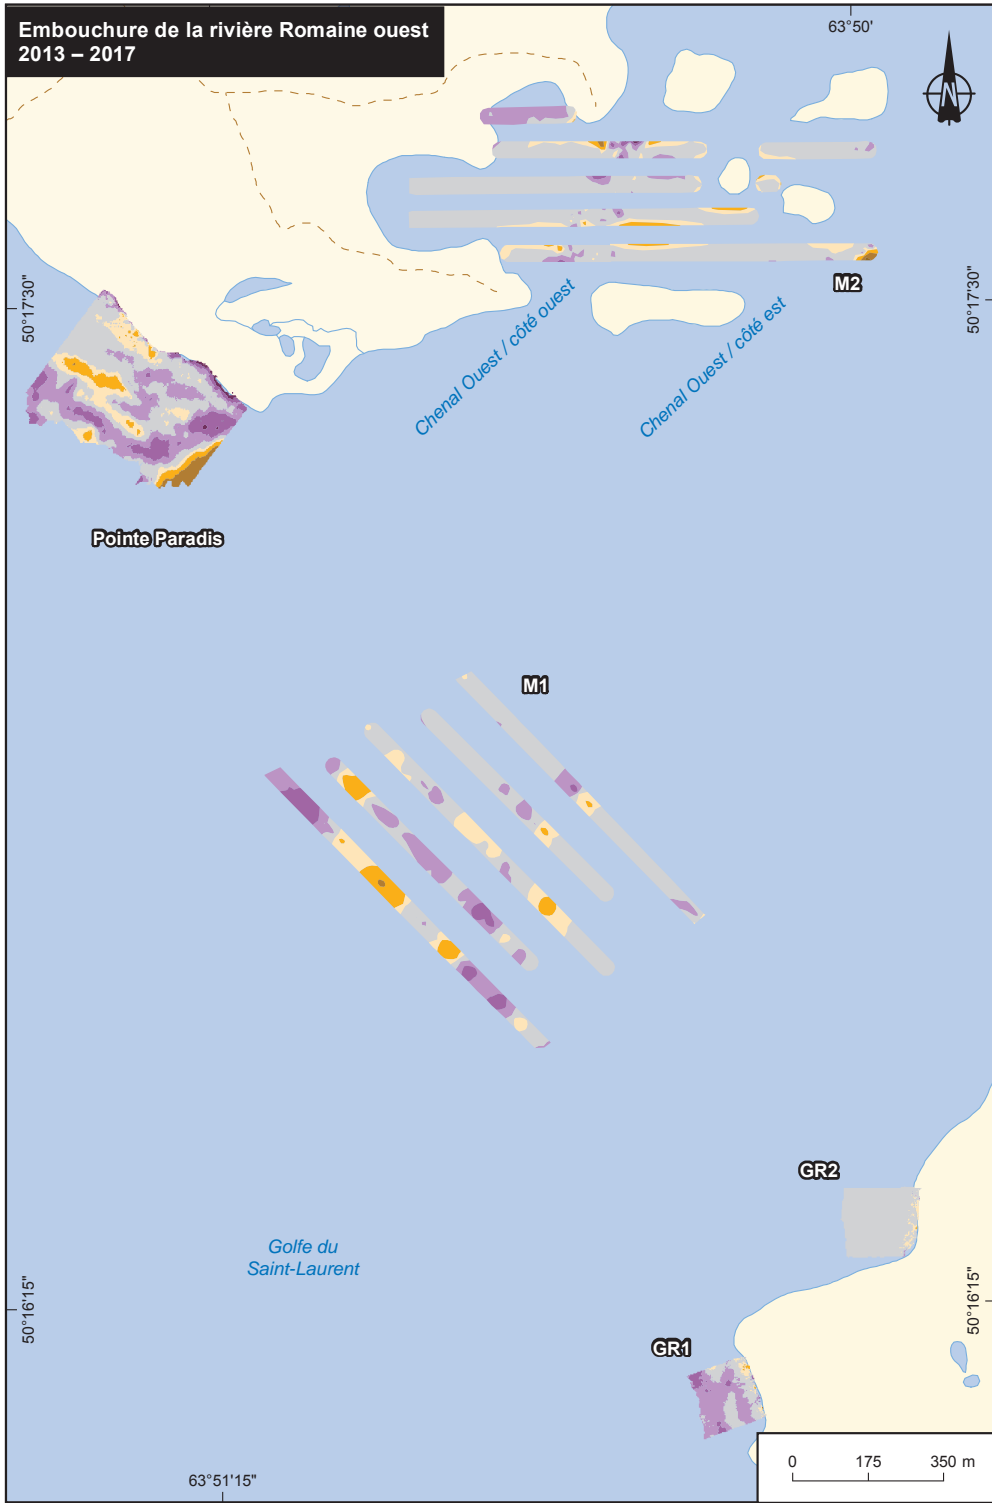 Embouchure de la rivière Romaine ouest
2013 – 2017
63°50'
N
M2
50°17'30"
50°17'30"
Chenal Ouest / côté ouest
Chenal Ouest / côté est
Pointe Paradis
M1
GR2
Golfe du
Saint-Laurent
50°16'15"
50°16'15"
GR1
0 175 350 m
63°51'15"